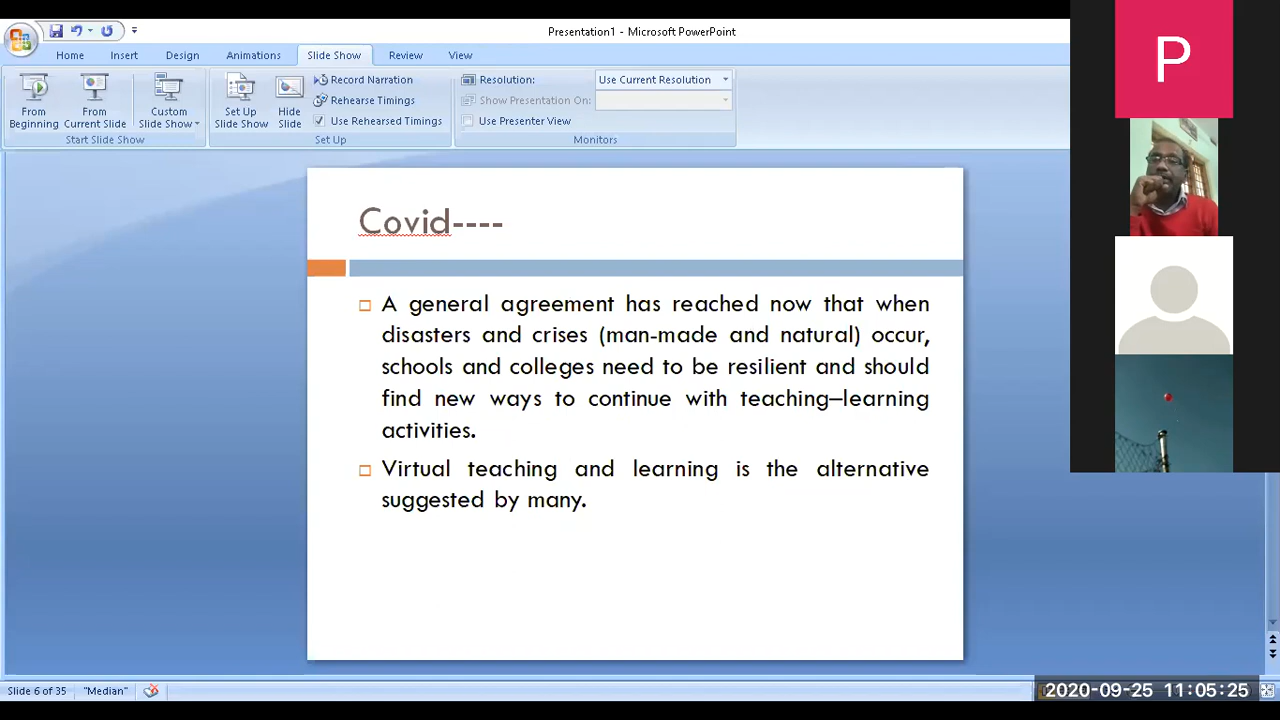 Presentation1 - Microsoft PowerPoint
Home Insert Design Animations Slide Show Review View
From Beginning
From Current Slide
Custom Slide Show
Start Slide Show
Set Up Slide Show
Hide Slide
Record Narration
Rehearse Timings
Use Rehearsed Timings
Set Up
Resolution: Use Current Resolution
Show Presentation On:
Use Presenter View
Monitors
P
Covid----
A general agreement has reached now that when
disasters and crises (man-made and natural) occur,
schools and colleges need to be resilient and should
find new ways to continue with teaching–learning
activities.
Virtual teaching and learning is the alternative
suggested by many.
Slide 6 of 35 "Median"
2020-09-25 11:05:25